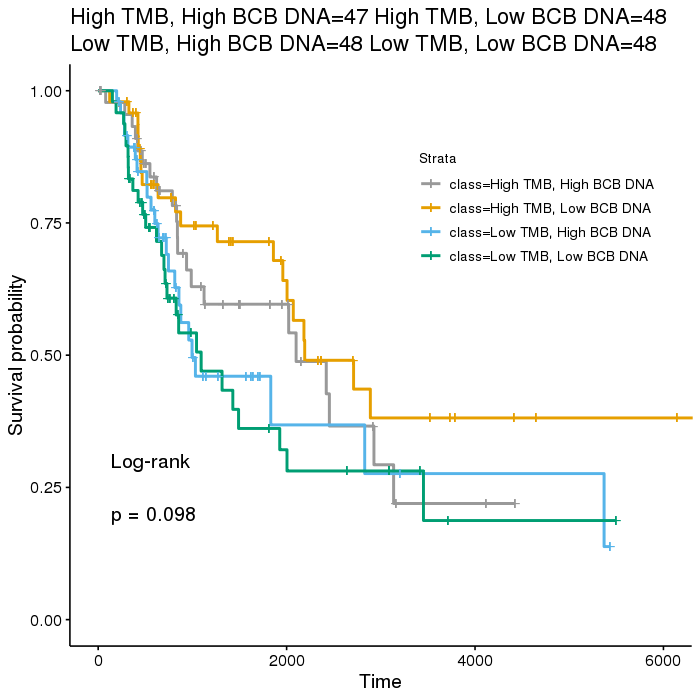 High TMB, High BCB DNA=47 High TMB, Low BCB DNA=48
Low TMB, High BCB DNA=48 Low TMB, Low BCB DNA=48
1.00
0.75
0.50
0.25
0.00
Survival probability
Strata
class=High TMB, High BCB DNA
class=High TMB, Low BCB DNA
class=Low TMB, High BCB DNA
class=Low TMB, Low BCB DNA
Log-rank
p = 0.098
0
2000
4000
6000
Time